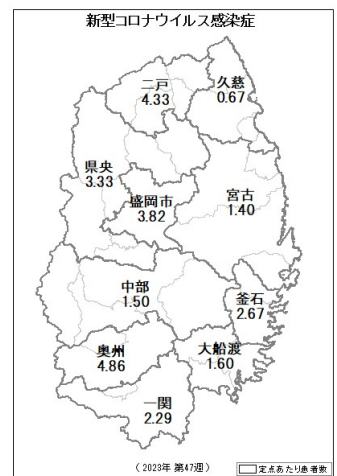 新型コロナウイルス感染症
二戸
4.33
久慈
0.67
県央
3.33
盛岡市
3.82
宮古
1.40
中部
1.50
釜石
2.67
奥州
4.86
大船渡
1.60
一関
2.29
（2023年 第47週）
定点あたり患者数